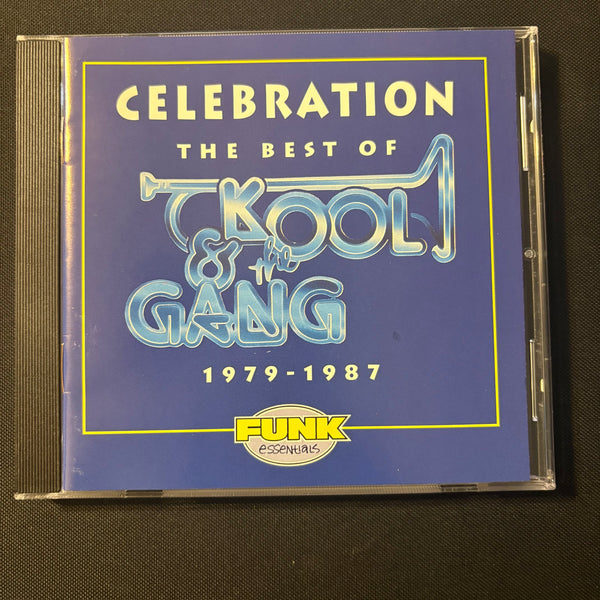 CELEBRATION
THE BEST OF
KOOL
& the
GANG
1979-1987
FUNK
essentials